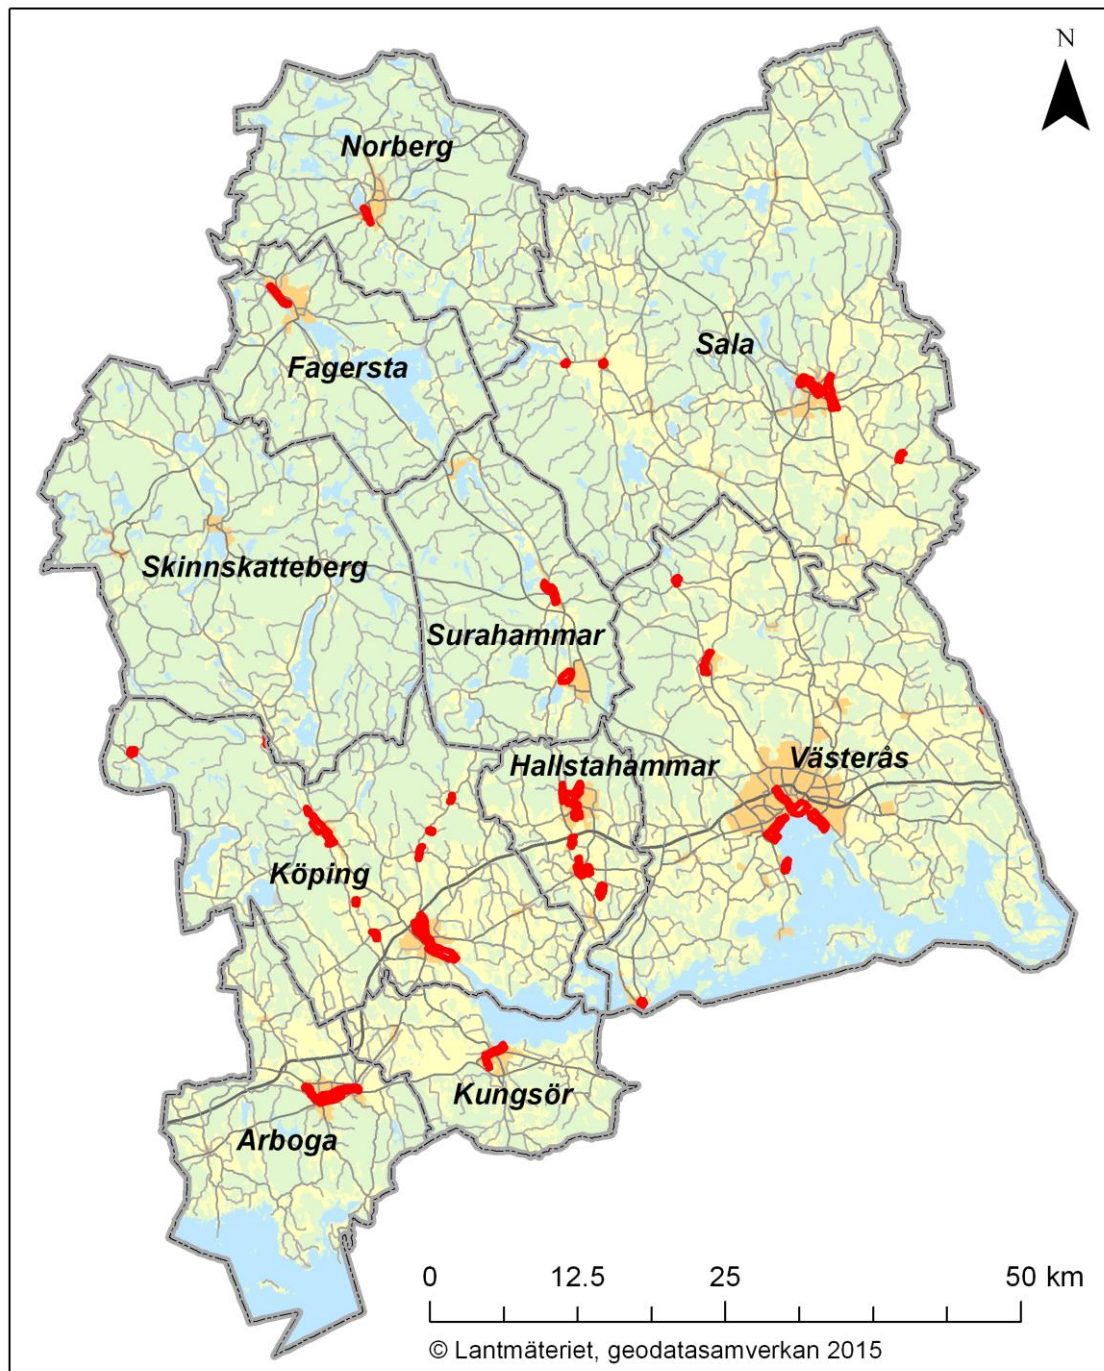 N
Norberg
Sala
Fagersta
Skinnskatteberg
Surahammar
Hallstahammar
Västerås
Köping
Kungsör
Arboga
0 12.5 25 50 km
© Lantmäteriet, geodatasamverkan 2015